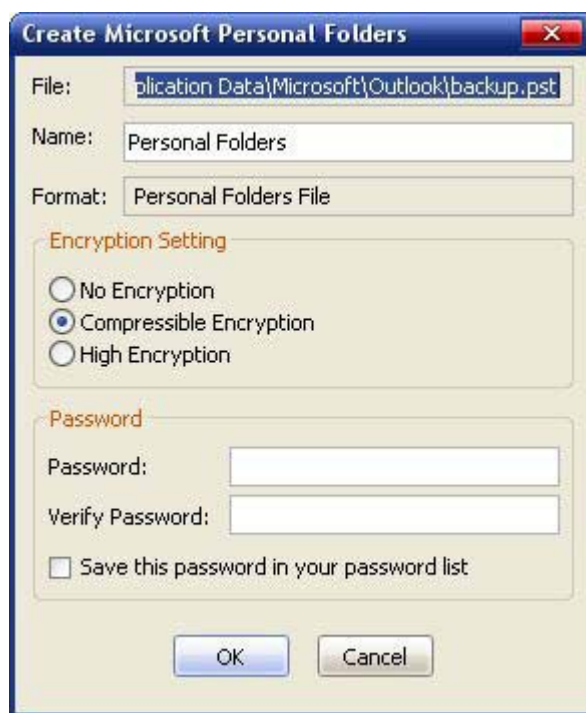 Create Microsoft Personal Folders
File: plication Data\Microsoft\Outlook\backup.pst
Name: Personal Folders
Format: Personal Folders File
Encryption Setting
No Encryption
Compressible Encryption
High Encryption
Password
Password:
Verify Password:
Save this password in your password list
OK Cancel